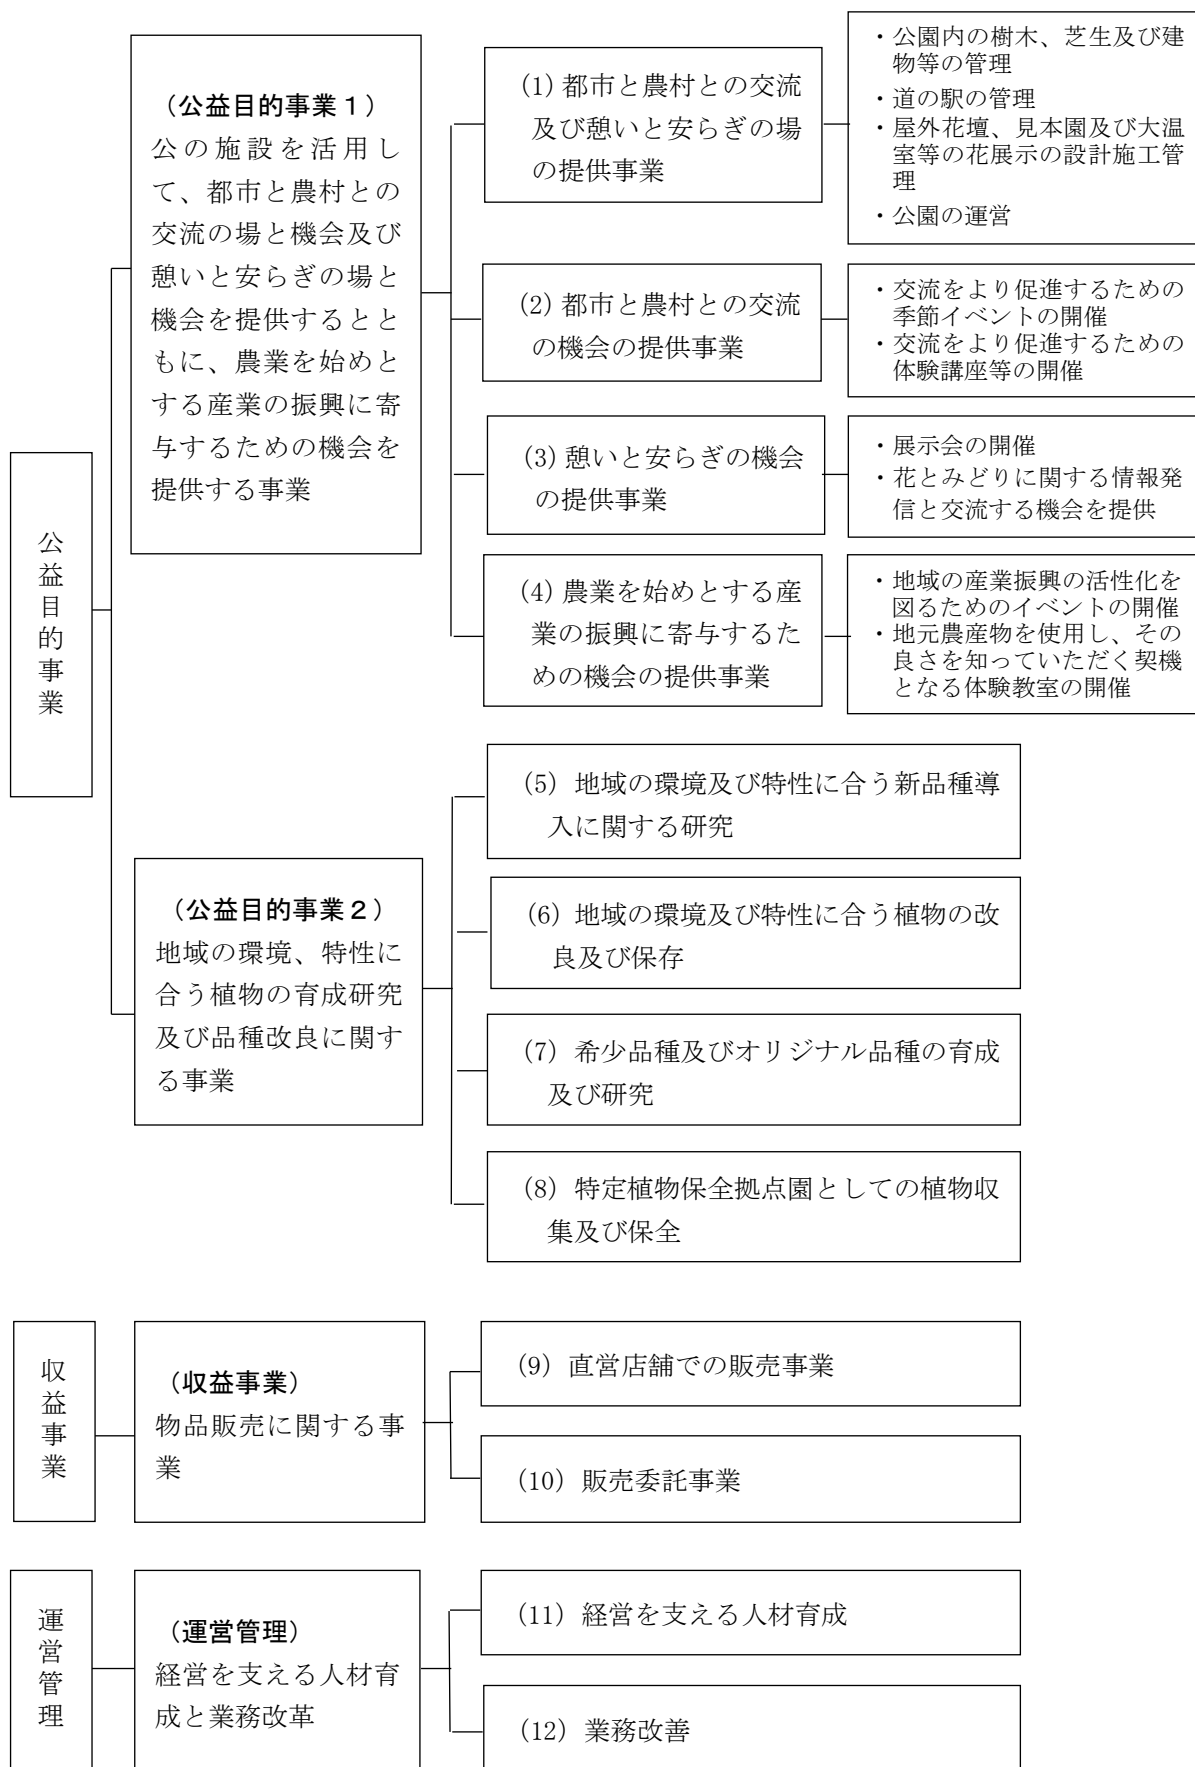 公益目的事業
（公益目的事業１）
公の施設を活用し
て、都市と農村との
交流の場と機会及び
憩いと安らぎの場と
機会を提供するとと
もに、農業を始めと
する産業の振興に寄
与するための機会を
提供する事業
(1) 都市と農村との交流
及び憩いと安らぎの場
の提供事業
・公園内の樹木、芝生及び建
物等の管理
・道の駅の管理
・屋外花壇、見本園及び大温
室等の花展示の設計施工管
理
・公園の運営
(2) 都市と農村との交流
の機会の提供事業
・交流をより促進するための
季節イベントの開催
・交流をより促進するための
体験講座等の開催
(3) 憩いと安らぎの機会
の提供事業
・展示会の開催
・花とみどりに関する情報発
信と交流する機会を提供
(4) 農業を始めとする産
業の振興に寄与するた
めの機会の提供事業
・地域の産業振興の活性化を
図るためのイベントの開催
・地元農産物を使用し、その
良さを知っていただく契機
となる体験教室の開催
（公益目的事業２）
地域の環境、特性に
合う植物の育成研究
及び品種改良に関す
る事業
(5) 地域の環境及び特性に合う新品種導
入に関する研究
(6) 地域の環境及び特性に合う植物の改
良及び保存
(7) 希少品種及びオリジナル品種の育成
及び研究
(8) 特定植物保全拠点園としての植物収
集及び保全
収益事業
（収益事業）
物品販売に関する事
業
(9) 直営店舗での販売事業
(10) 販売委託事業
運営管理
（運営管理）
経営を支える人材育
成と業務改革
(11) 経営を支える人材育成
(12) 業務改善